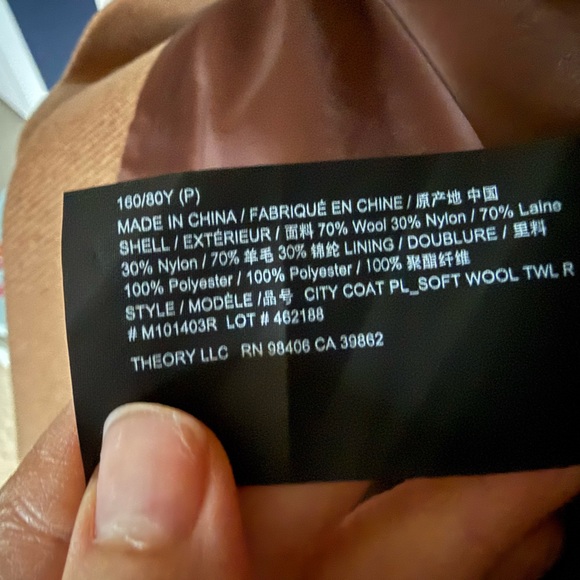 160/80Y (P)
MADE IN CHINA / FABRIQUÉ EN CHINE / 原产地 中国
SHELL / EXTÉRIEUR / 面料 70% Wool 30% Nylon / 70% Laine
30% Nylon / 70% 羊毛 30% 锦纶 LINING / DOUBLURE / 里料
100% Polyester / 100% Polyester / 100% 聚酯纤维
STYLE / MODÈLE /品号 CITY COAT PL_SOFT WOOL TWL R
# M101403R LOT # 462188
THEORY LLC RN 98406 CA 39862